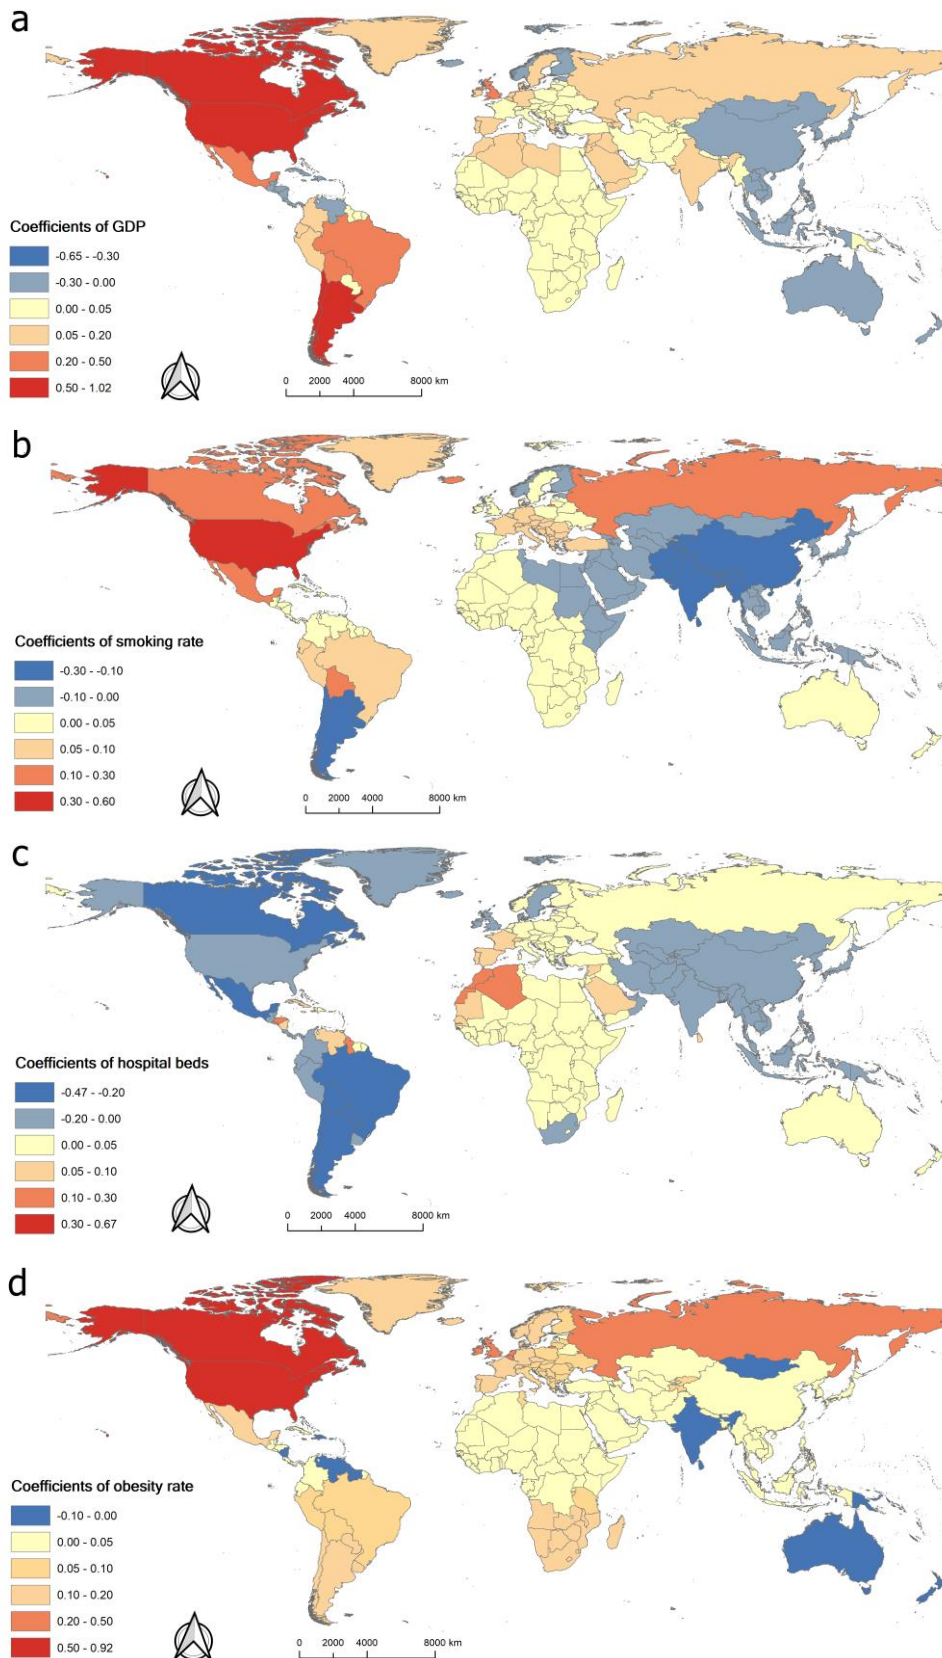 a
Coefficients of GDP
-0.65 - -0.30
-0.30 - 0.00
0.00 - 0.05
0.05 - 0.20
0.20 - 0.50
0.50 - 1.02
0 2000 4000 8000 km
b
Coefficients of smoking rate
-0.30 - -0.10
-0.10 - 0.00
0.00 - 0.05
0.05 - 0.10
0.10 - 0.30
0.30 - 0.60
0 2000 4000 8000 km
c
Coefficients of hospital beds
-0.47 - -0.20
-0.20 - 0.00
0.00 - 0.05
0.05 - 0.10
0.10 - 0.30
0.30 - 0.67
0 2000 4000 8000 km
d
Coefficients of obesity rate
-0.10 - 0.00
0.00 - 0.05
0.05 - 0.10
0.10 - 0.20
0.20 - 0.50
0.50 - 0.92
0 2000 4000 8000 km